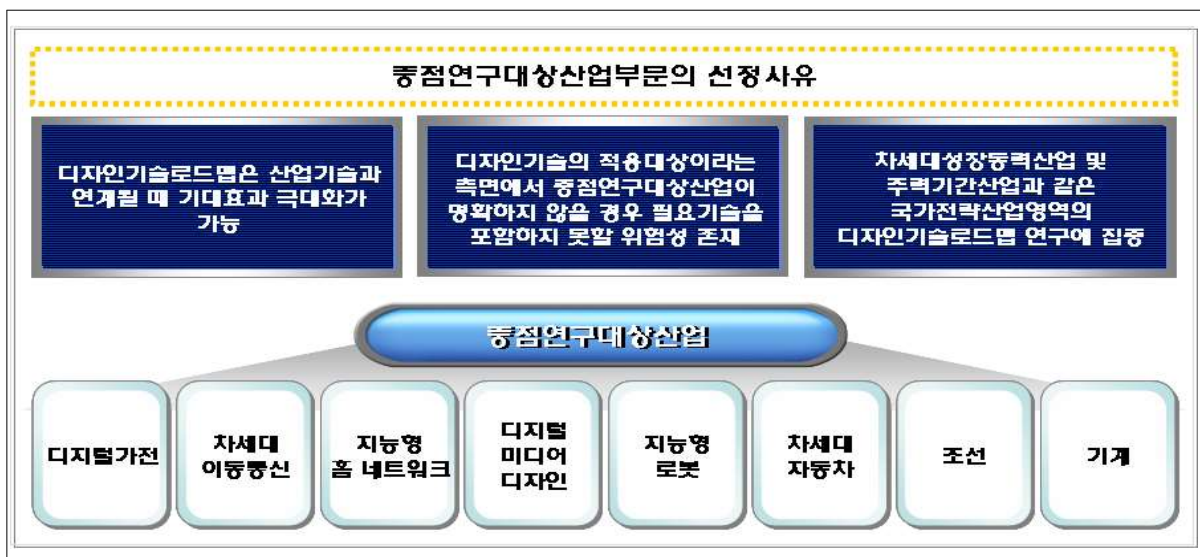 중점연구대상산업부문의 선정사유
디자인기술로드맵은 산업기술과
연계될 때 기대효과 극대화가
가능
디자인기술의 적용대상이라는
측면에서 중점연구대상산업이
명확하지 않을 경우 필요기술을
포함하지 못할 위험성 존재
차세대성장동력산업 및
주력기간산업과 같은
국가전략산업영역의
디자인기술로드맵 연구에 집중
중점연구대상산업
디지털가전
차세대
이동통신
지능형
홈 네트워크
디지털
미디어
디자인
지능형
로봇
차세대
자동차
조선
기계